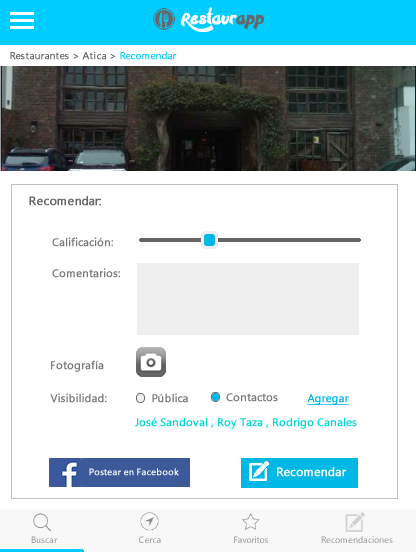 Restaurapp
Restaurantes > Atica > Recomendar
Recomendar:
Calificación:
Comentarios:
Fotografía
Visibilidad: Pública Contactos Agregar
José Sandoval , Roy Taza , Rodrigo Canales
f Postear en Facebook Recomendar
Buscar Cerca Favoritos Recomendaciones